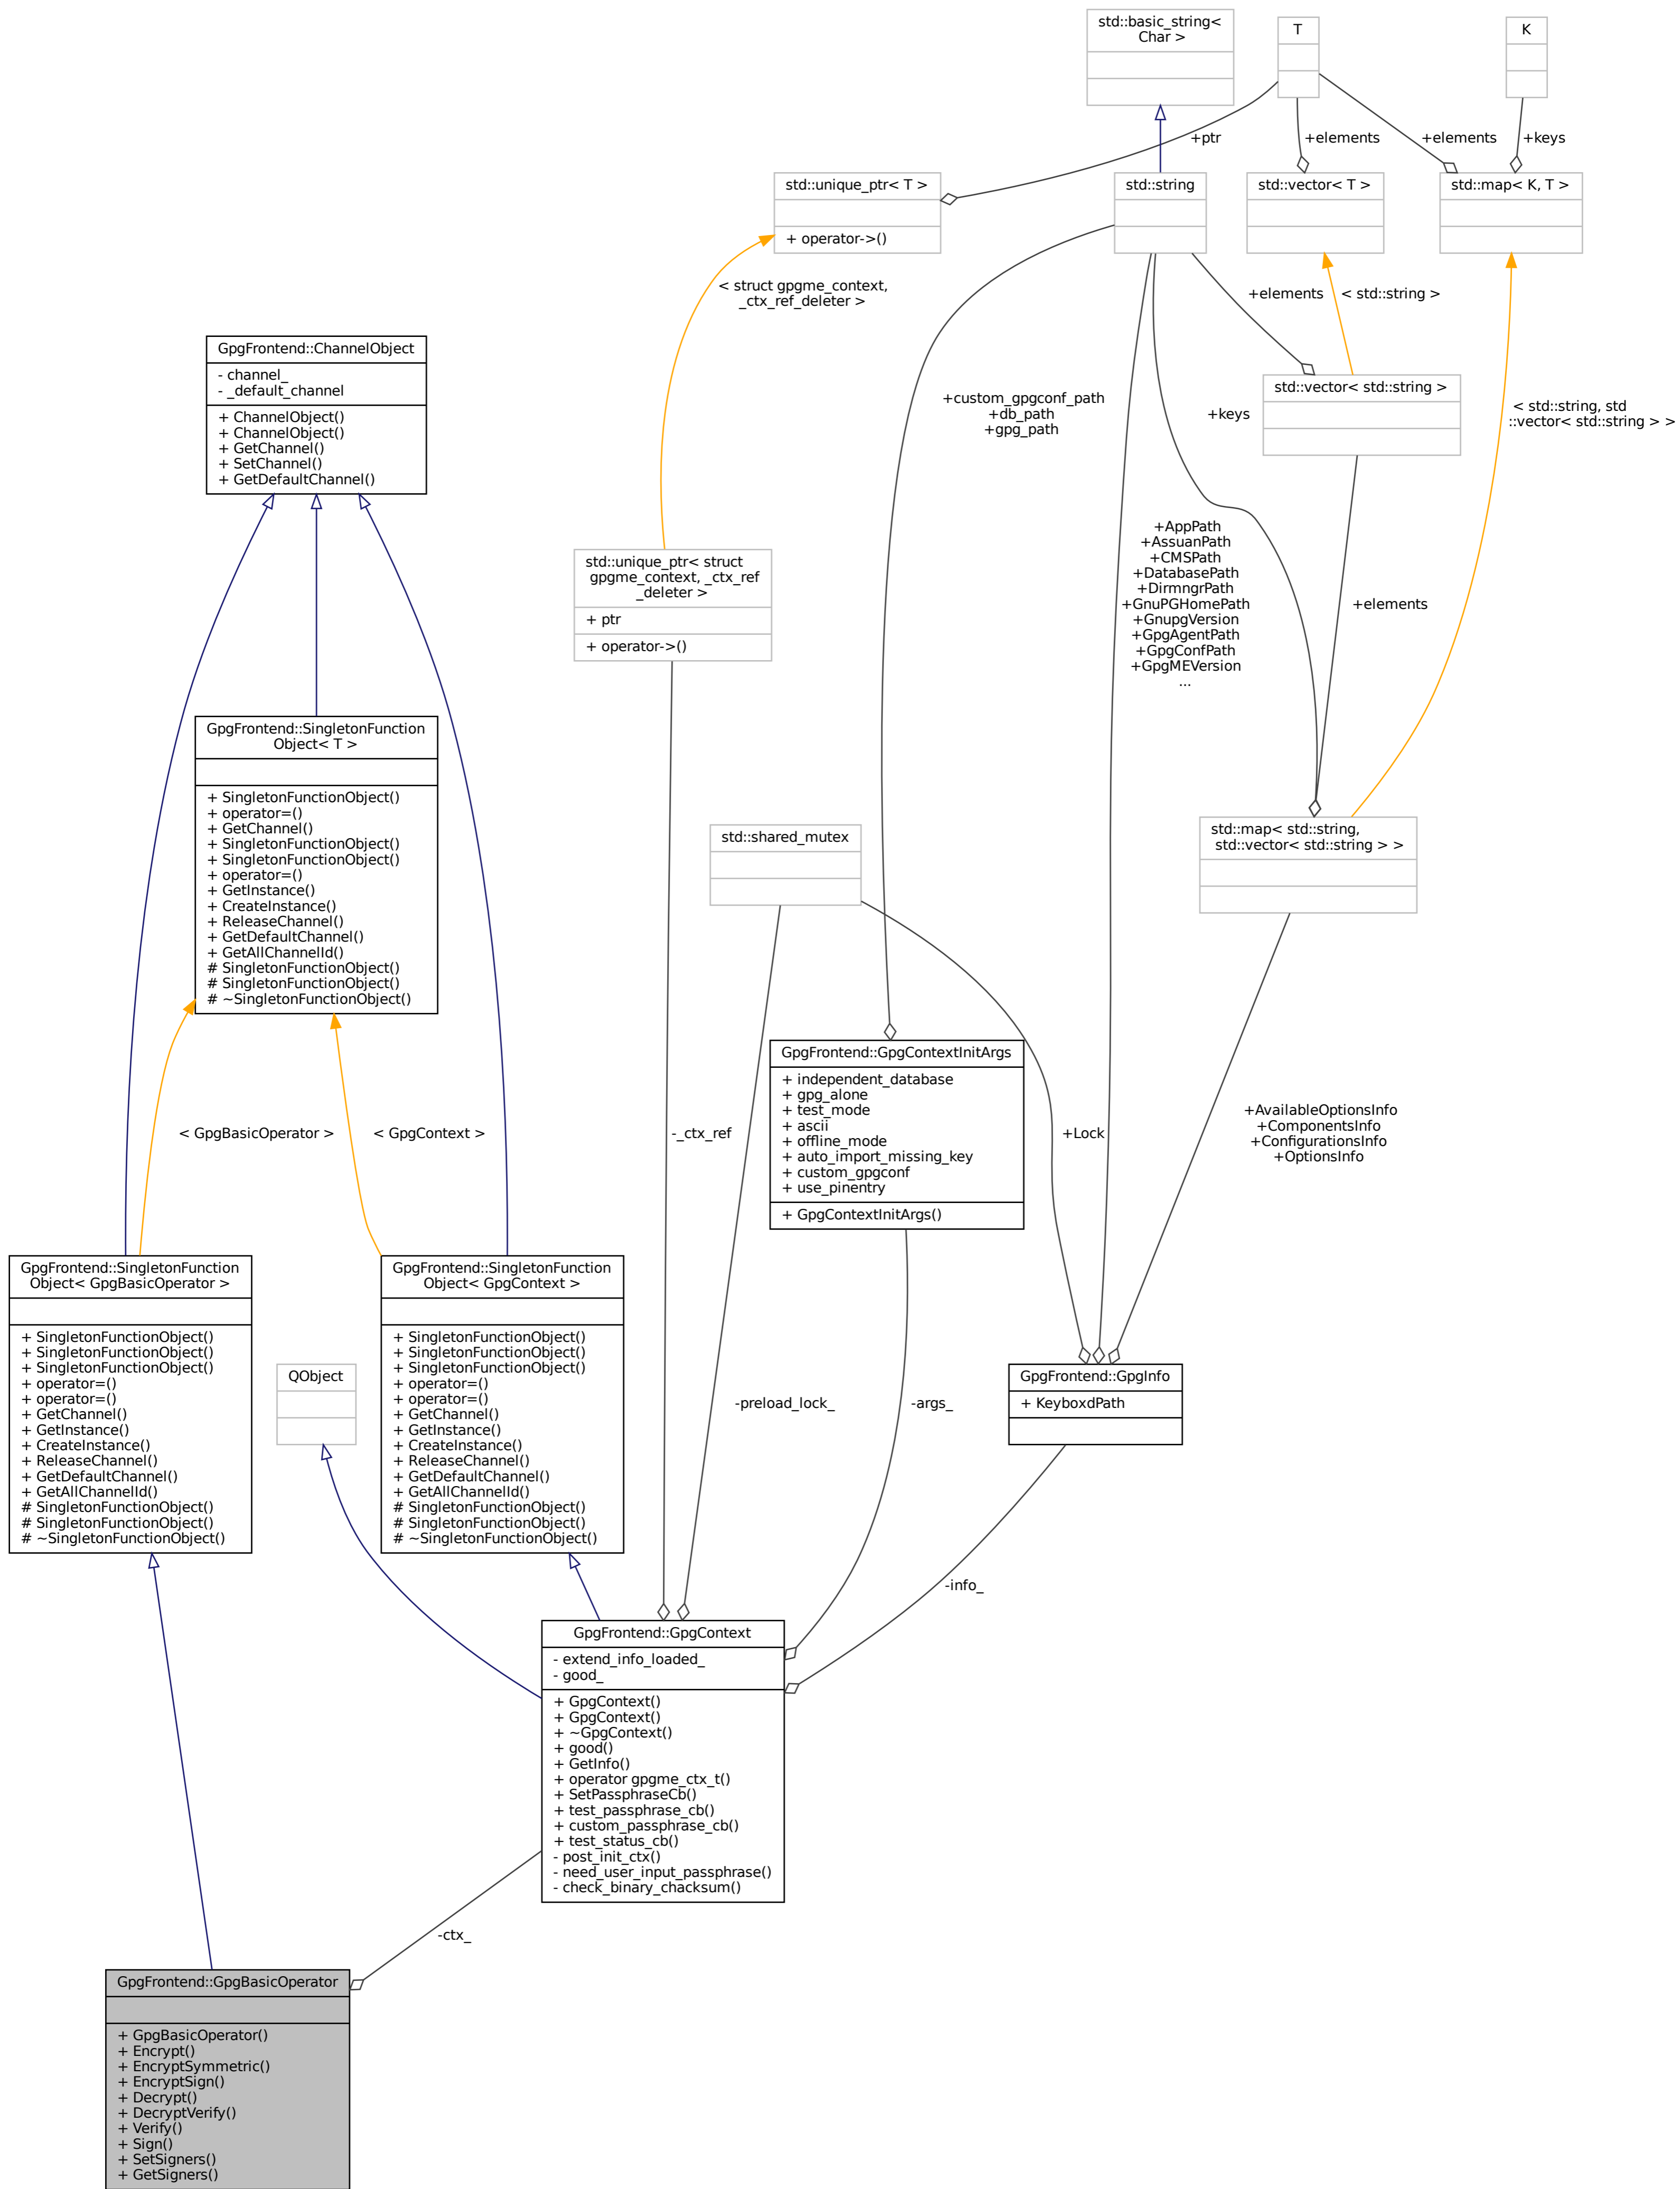 std::basic_string<
Char >
T
K
+ptr
+elements
+elements
+keys
std::unique_ptr< T >
+ operator->()
std::string
std::vector< T >
std::map< K, T >
< struct gpgme_context,
_ctx_ref_deleter >
+elements
< std::string >
GpgFrontend::ChannelObject
- channel_
- _default_channel
+ ChannelObject()
+ ChannelObject()
+ GetChannel()
+ SetChannel()
+ GetDefaultChannel()
+custom_gpgconf_path
+db_path
+gpg_path
+keys
std::vector< std::string >
< std::string, std
::vector< std::string > >
std::unique_ptr< struct
gpgme_context, _ctx_ref
_deleter >
+ ptr
+ operator->()
+AppPath
+AssuanPath
+CMSPath
+DatabasePath
+DirmngrPath
+GnuPGHomePath
+GnupgVersion
+GpgAgentPath
+GpgConfPath
+GpgMEVersion
...
+elements
GpgFrontend::SingletonFunction
Object< T >
+ SingletonFunctionObject()
+ operator=()
+ GetChannel()
+ SingletonFunctionObject()
+ SingletonFunctionObject()
+ operator=()
+ GetInstance()
+ CreateInstance()
+ ReleaseChannel()
+ GetDefaultChannel()
+ GetAllChannelId()
# SingletonFunctionObject()
# SingletonFunctionObject()
# ~SingletonFunctionObject()
std::shared_mutex
std::map< std::string,
std::vector< std::string > >
< GpgBasicOperator >
< GpgContext >
-_ctx_ref
GpgFrontend::GpgContextInitArgs
+ independent_database
+ gpg_alone
+ test_mode
+ ascii
+ offline_mode
+ auto_import_missing_key
+ custom_gpgconf
+ use_pinentry
+ GpgContextInitArgs()
+Lock
+AvailableOptionsInfo
+ComponentsInfo
+ConfigurationsInfo
+OptionsInfo
GpgFrontend::SingletonFunction
Object< GpgBasicOperator >
+ SingletonFunctionObject()
+ SingletonFunctionObject()
+ SingletonFunctionObject()
+ operator=()
+ operator=()
+ GetChannel()
+ GetInstance()
+ CreateInstance()
+ ReleaseChannel()
+ GetDefaultChannel()
+ GetAllChannelId()
# SingletonFunctionObject()
# SingletonFunctionObject()
# ~SingletonFunctionObject()
QObject
GpgFrontend::SingletonFunction
Object< GpgContext >
+ SingletonFunctionObject()
+ SingletonFunctionObject()
+ SingletonFunctionObject()
+ operator=()
+ operator=()
+ GetChannel()
+ GetInstance()
+ CreateInstance()
+ ReleaseChannel()
+ GetDefaultChannel()
+ GetAllChannelId()
# SingletonFunctionObject()
# SingletonFunctionObject()
# ~SingletonFunctionObject()
-preload_lock_
-args_
GpgFrontend::GpgInfo
+ KeyboxdPath
-info_
GpgFrontend::GpgContext
- extend_info_loaded_
- good_
+ GpgContext()
+ GpgContext()
+ ~GpgContext()
+ good()
+ GetInfo()
+ operator gpgme_ctx_t()
+ SetPassphraseCb()
+ test_passphrase_cb()
+ custom_passphrase_cb()
+ test_status_cb()
- post_init_ctx()
- need_user_input_passphrase()
- check_binary_chacksum()
-ctx_
GpgFrontend::GpgBasicOperator
+ GpgBasicOperator()
+ Encrypt()
+ EncryptSymmetric()
+ EncryptSign()
+ Decrypt()
+ DecryptVerify()
+ Verify()
+ Sign()
+ SetSigners()
+ GetSigners()